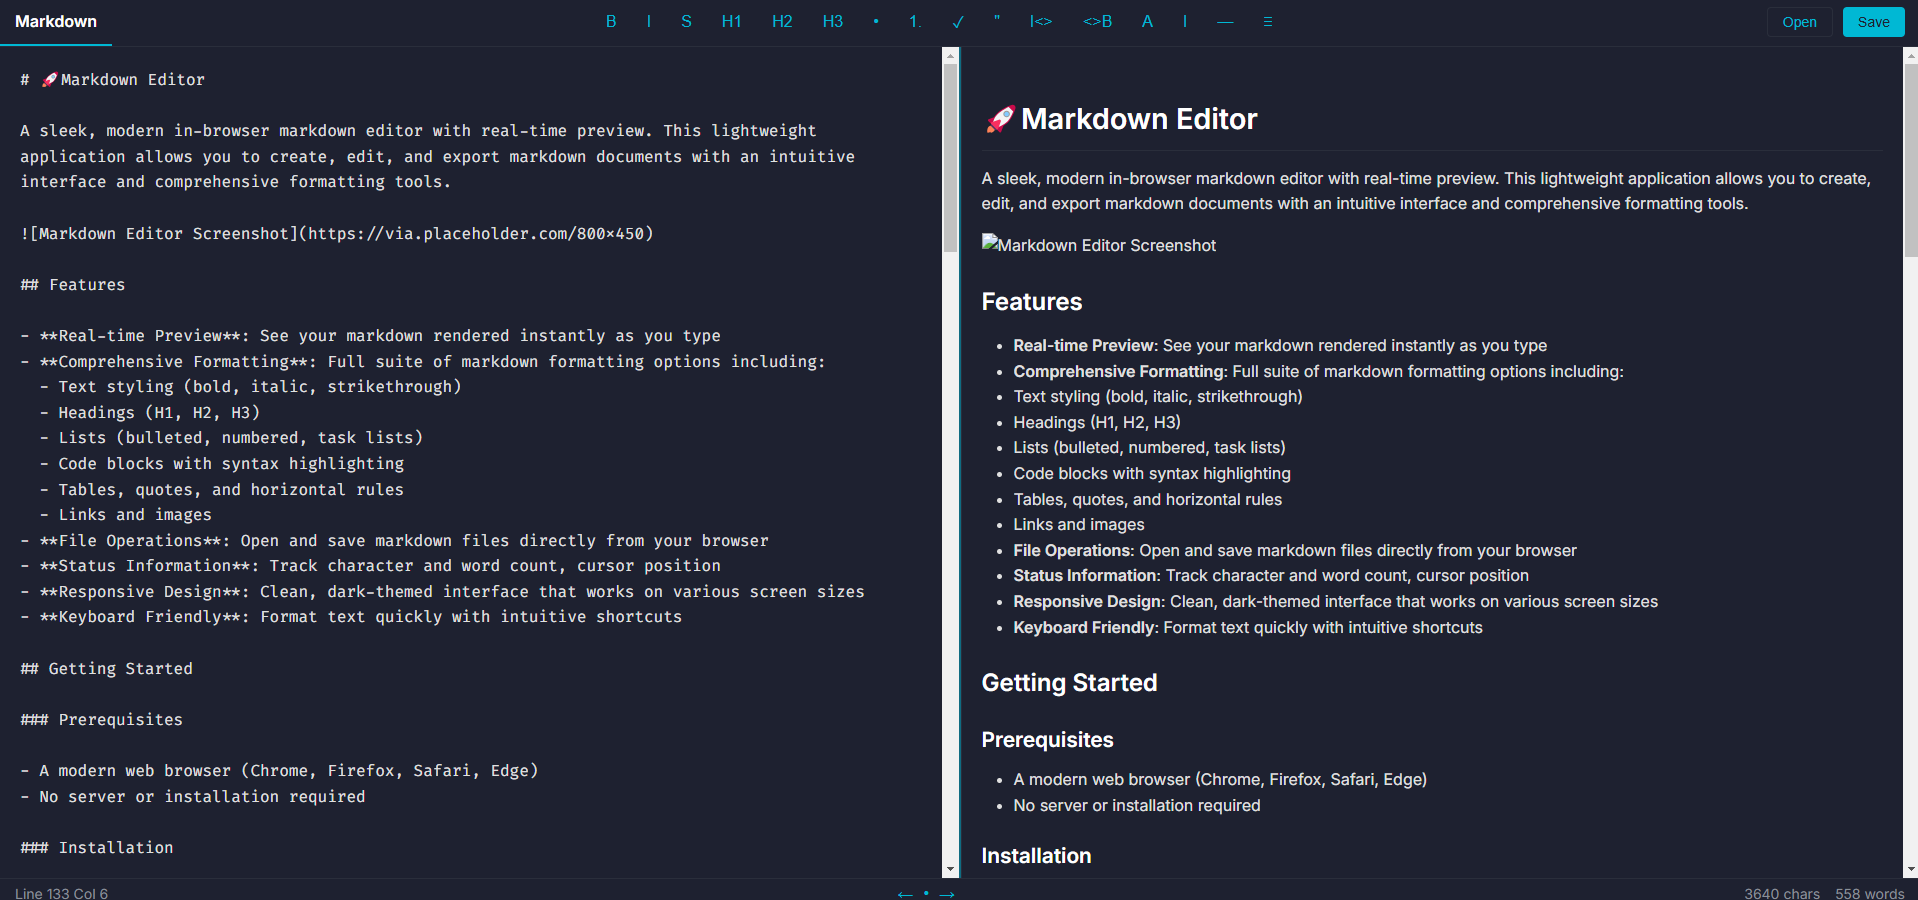 Markdown
B I S H1 H2 H3 • 1. ✓ " I<> <>B A I — ☰
Open Save
# 🚀Markdown Editor
A sleek, modern in-browser markdown editor with real-time preview. This lightweight
application allows you to create, edit, and export markdown documents with an intuitive
interface and comprehensive formatting tools.
![Markdown Editor Screenshot](https://via.placeholder.com/800×450)
## Features
- **Real-time Preview**: See your markdown rendered instantly as you type
- **Comprehensive Formatting**: Full suite of markdown formatting options including:
  - Text styling (bold, italic, strikethrough)
  - Headings (H1, H2, H3)
  - Lists (bulleted, numbered, task lists)
  - Code blocks with syntax highlighting
  - Tables, quotes, and horizontal rules
  - Links and images
- **File Operations**: Open and save markdown files directly from your browser
- **Status Information**: Track character and word count, cursor position
- **Responsive Design**: Clean, dark-themed interface that works on various screen sizes
- **Keyboard Friendly**: Format text quickly with intuitive shortcuts
## Getting Started
### Prerequisites
- A modern web browser (Chrome, Firefox, Safari, Edge)
- No server or installation required
### Installation
🚀Markdown Editor
A sleek, modern in-browser markdown editor with real-time preview. This lightweight application allows you to create,
edit, and export markdown documents with an intuitive interface and comprehensive formatting tools.
Markdown Editor Screenshot
Features
• Real-time Preview: See your markdown rendered instantly as you type
• Comprehensive Formatting: Full suite of markdown formatting options including:
• Text styling (bold, italic, strikethrough)
• Headings (H1, H2, H3)
• Lists (bulleted, numbered, task lists)
• Code blocks with syntax highlighting
• Tables, quotes, and horizontal rules
• Links and images
• File Operations: Open and save markdown files directly from your browser
• Status Information: Track character and word count, cursor position
• Responsive Design: Clean, dark-themed interface that works on various screen sizes
• Keyboard Friendly: Format text quickly with intuitive shortcuts
Getting Started
Prerequisites
• A modern web browser (Chrome, Firefox, Safari, Edge)
• No server or installation required
Installation
Line 133 Col 6
← • →
3640 chars 558 words